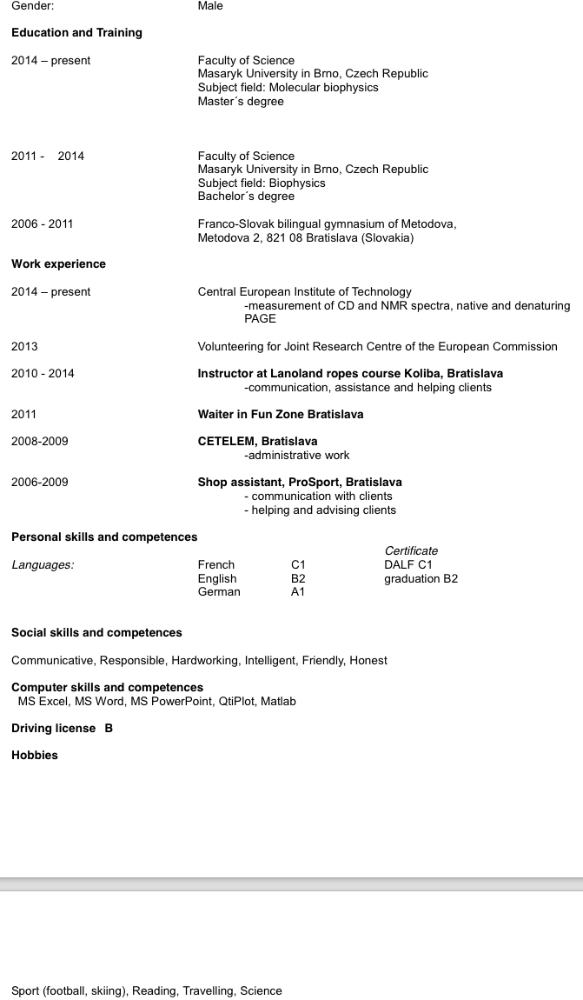 Gender: Male
Education and Training
2014 – present Faculty of Science
Masaryk University in Brno, Czech Republic
Subject field: Molecular biophysics
Master´s degree
2011 - 2014 Faculty of Science
Masaryk University in Brno, Czech Republic
Subject field: Biophysics
Bachelor´s degree
2006 - 2011 Franco-Slovak bilingual gymnasium of Metodova,
Metodova 2, 821 08 Bratislava (Slovakia)
Work experience
2014 – present Central European Institute of Technology
-measurement of CD and NMR spectra, native and denaturing
PAGE
2013 Volunteering for Joint Research Centre of the European Commission
2010 - 2014 Instructor at Lanoland ropes course Koliba, Bratislava
-communication, assistance and helping clients
2011 Waiter in Fun Zone Bratislava
2008-2009 CETELEM, Bratislava
-administrative work
2006-2009 Shop assistant, ProSport, Bratislava
- communication with clients
- helping and advising clients
Personal skills and competences
Certificate
Languages: French C1 DALF C1
English B2 graduation B2
German A1
Social skills and competences
Communicative, Responsible, Hardworking, Intelligent, Friendly, Honest
Computer skills and competences
MS Excel, MS Word, MS PowerPoint, QtiPlot, Matlab
Driving license B
Hobbies
Sport (football, skiing), Reading, Travelling, Science